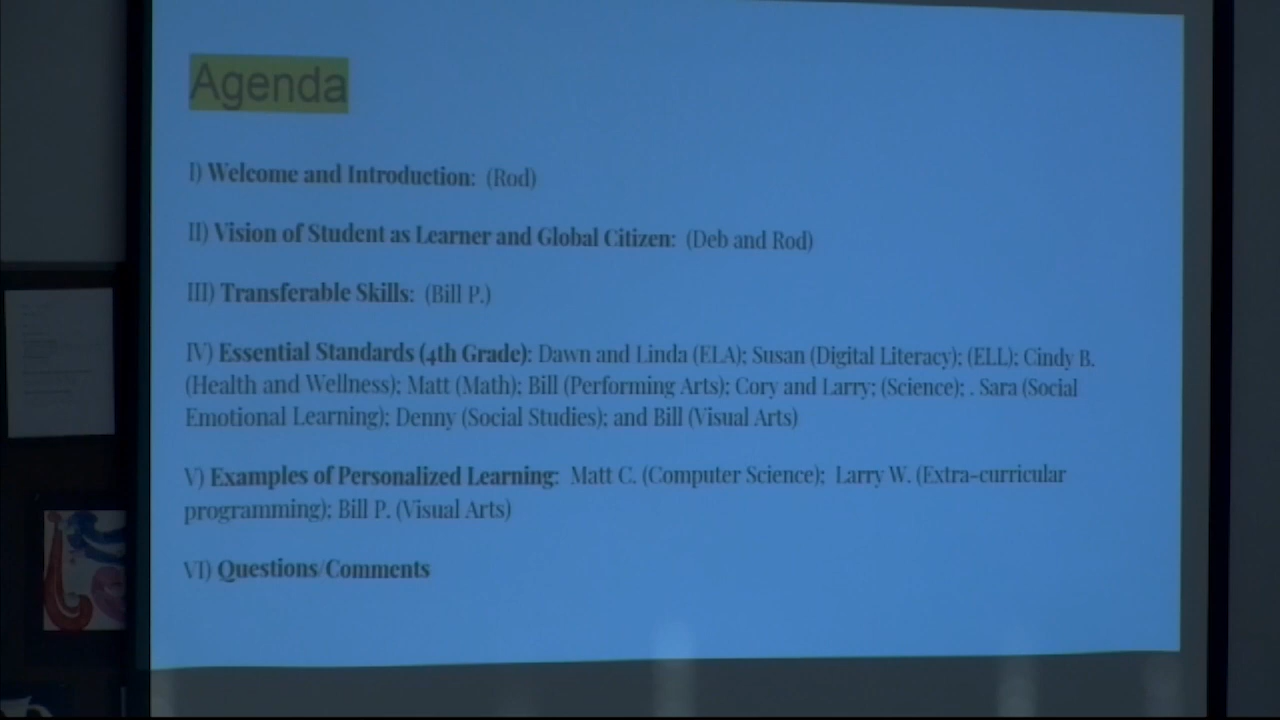 Agenda
I) Welcome and Introduction: (Rod)
II) Vision of Student as Learner and Global Citizen: (Deb and Rod)
III) Transferable Skills: (Bill P.)
IV) Essential Standards (4th Grade): Dawn and Linda (ELA); Susan (Digital Literacy); (ELL); Cindy B.
(Health and Wellness); Matt (Math); Bill (Performing Arts); Cory and Larry; (Science); . Sara (Social
Emotional Learning); Denny (Social Studies); and Bill (Visual Arts)
V) Examples of Personalized Learning: Matt C. (Computer Science); Larry W. (Extra-curricular
programming); Bill P. (Visual Arts)
VI) Questions/Comments